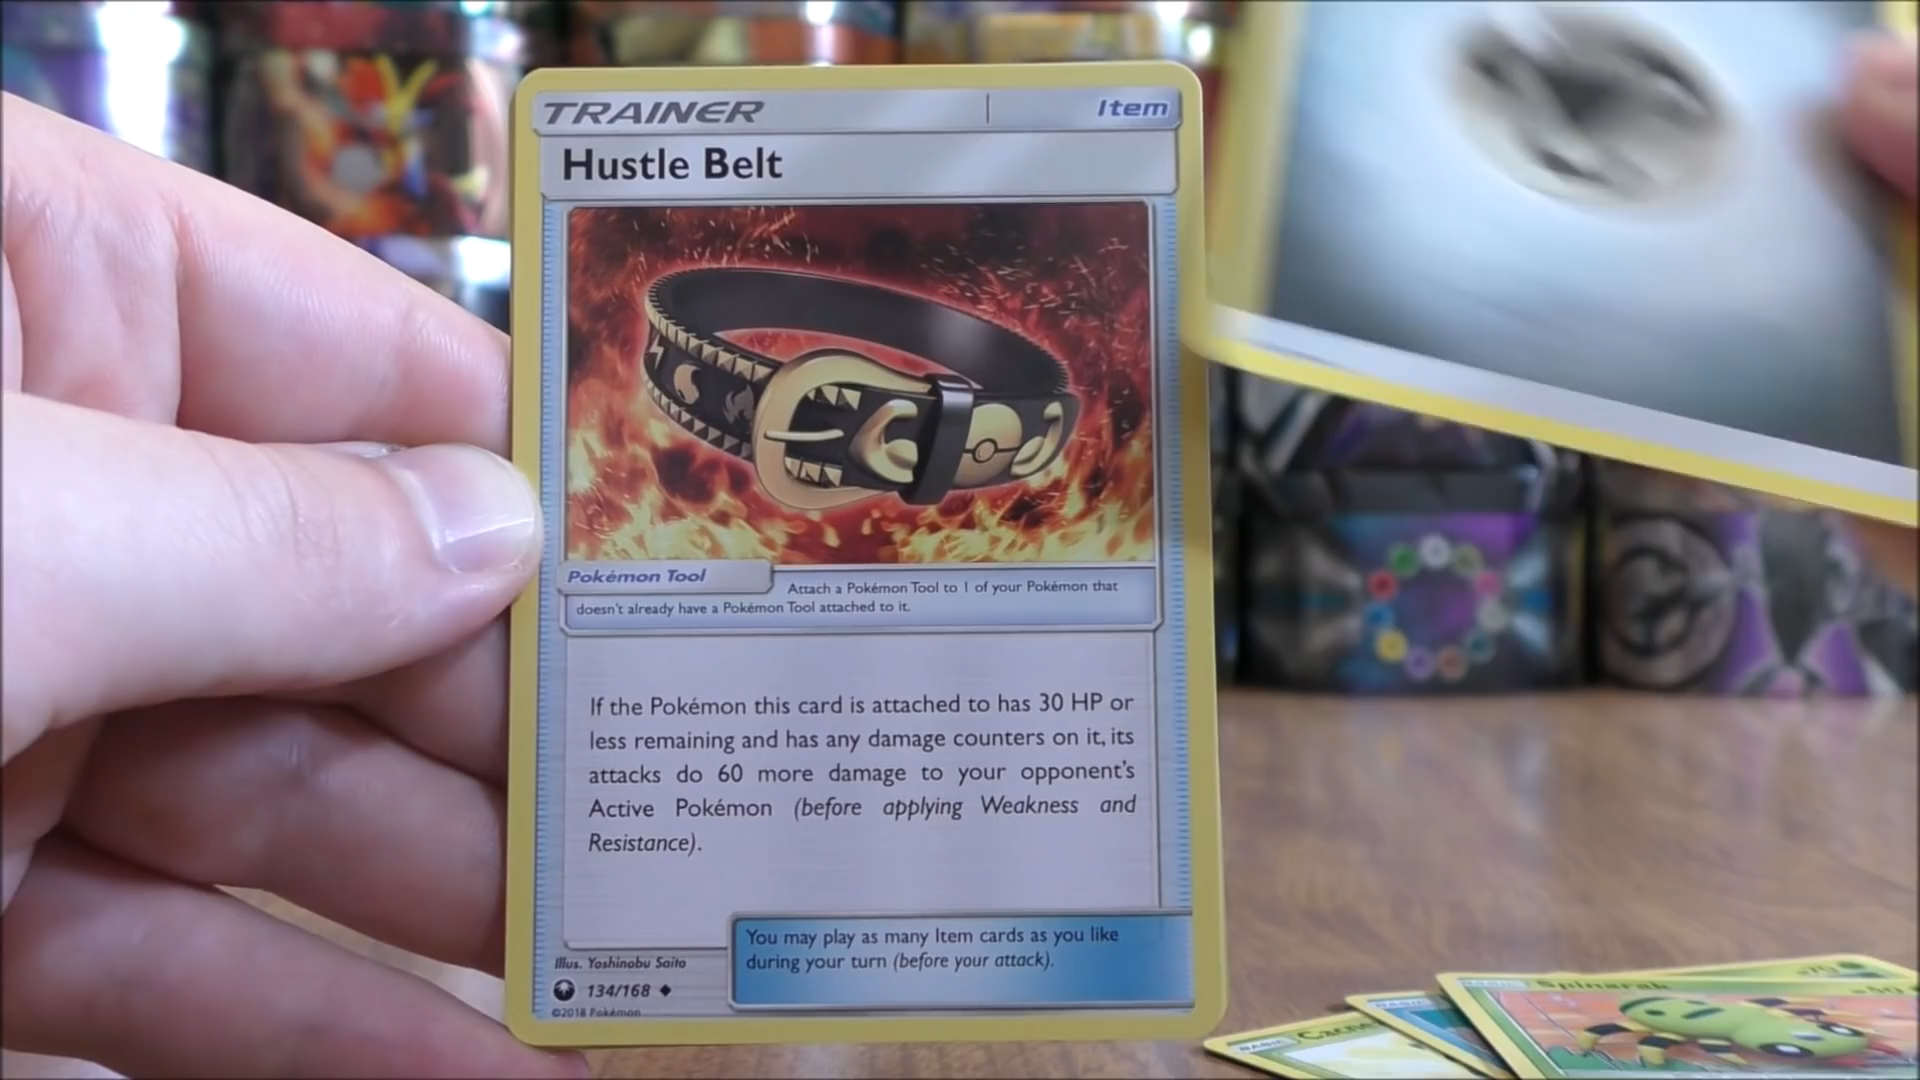 TRAINER Item
Hustle Belt
Pokémon Tool
Attach a Pokémon Tool to 1 of your Pokémon that
doesn't already have a Pokémon Tool attached to it.
If the Pokémon this card is attached to has 30 HP or
less remaining and has any damage counters on it, its
attacks do 60 more damage to your opponent's
Active Pokémon (before applying Weakness and
Resistance).
You may play as many Item cards as you like
during your turn (before your attack).
Illus. Yoshinobu Saito
134/168
©2018 Pokémon
Spinarak
BASIC